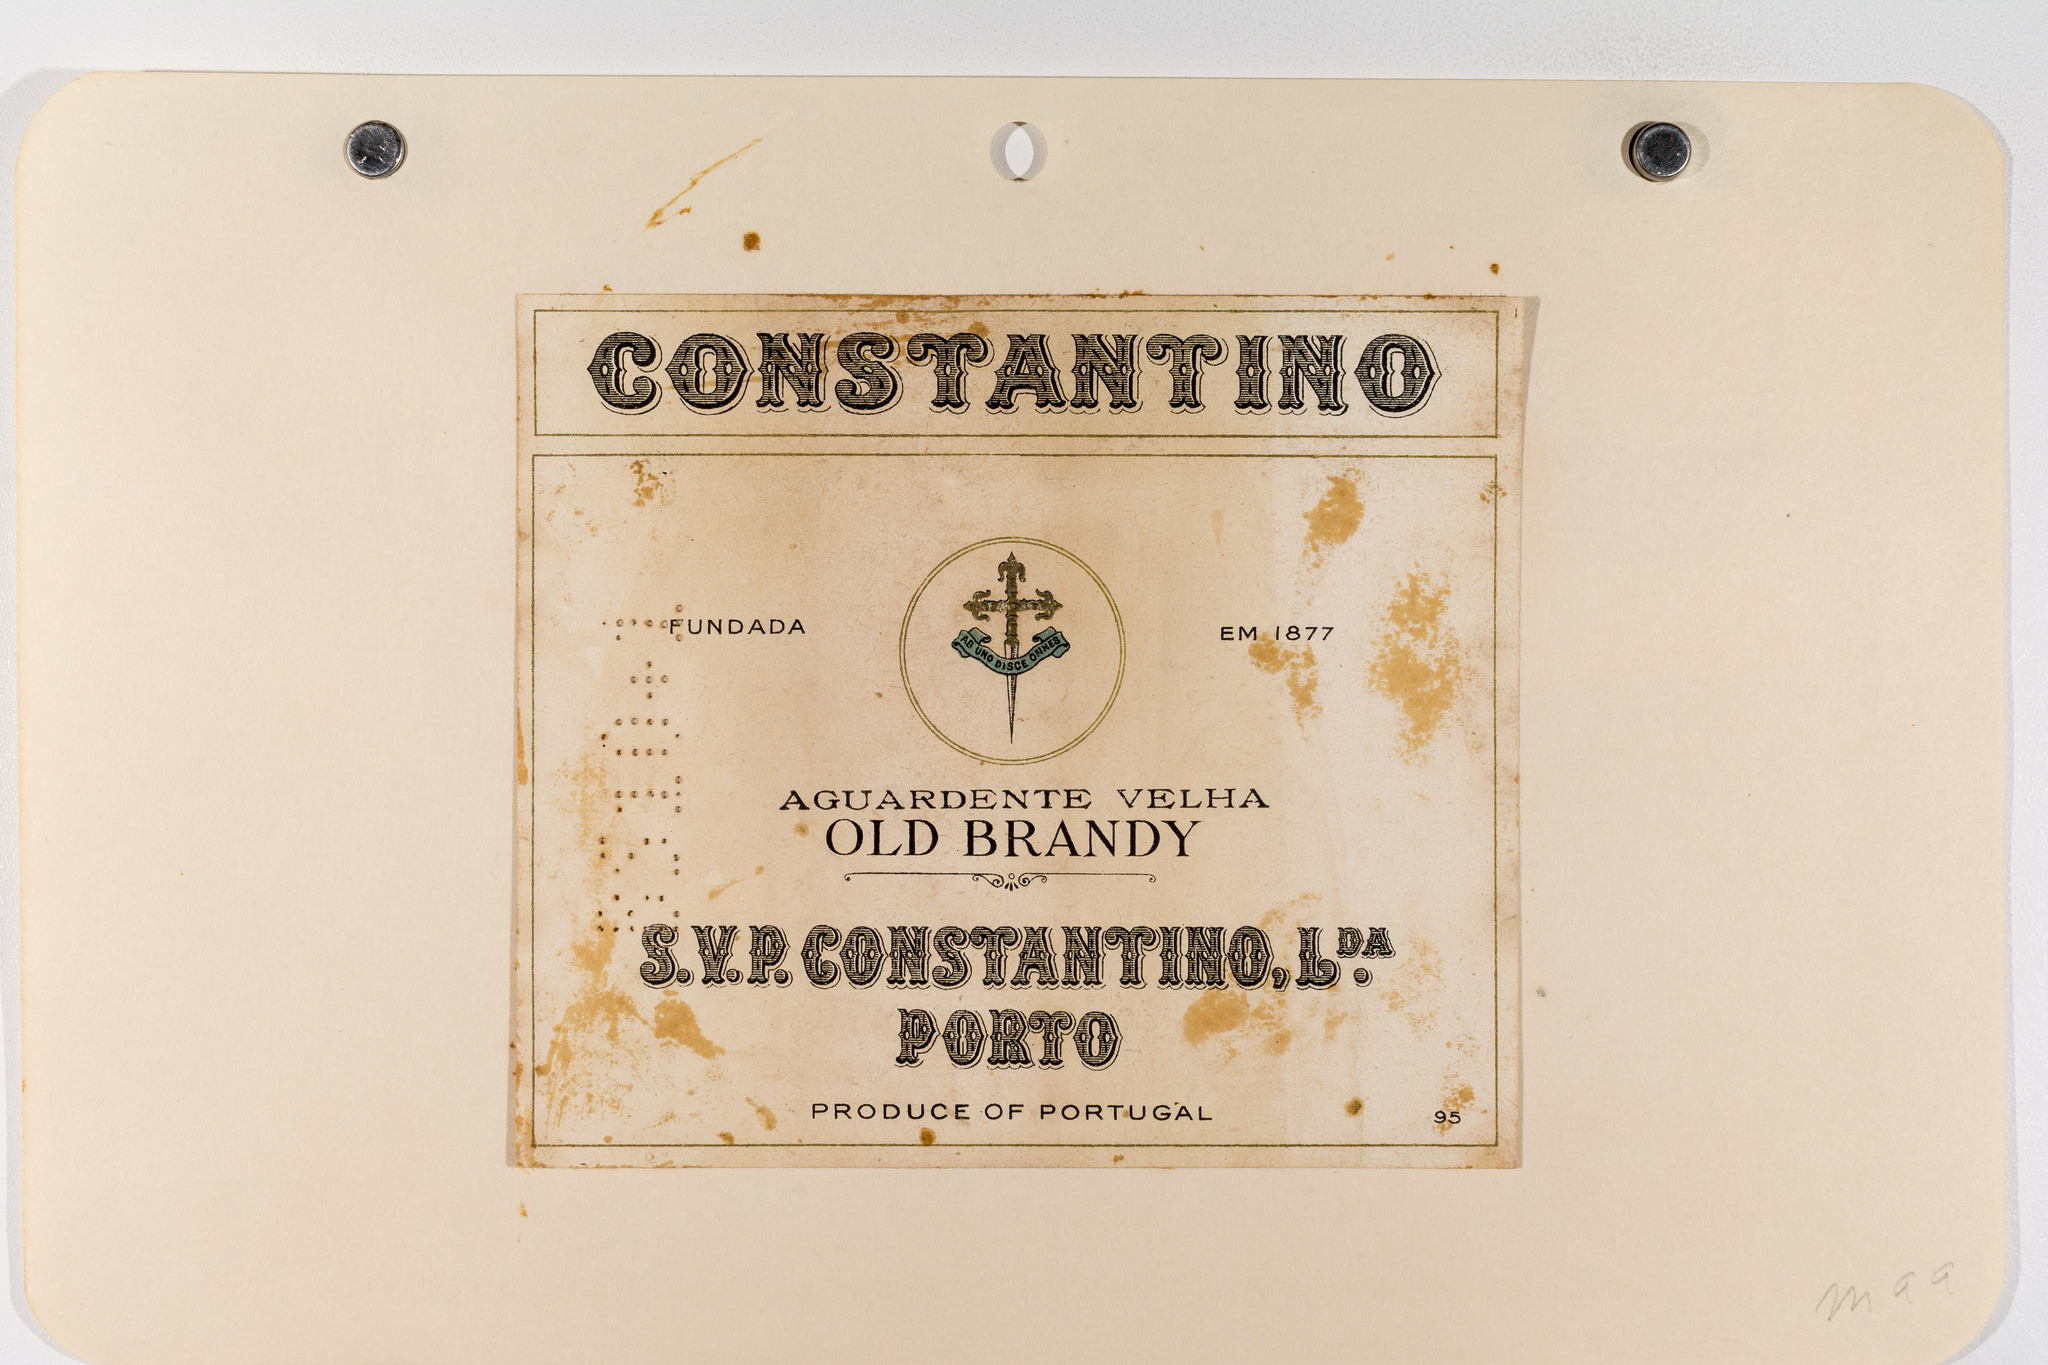 CONSTANTINO
FUNDADA
EM 1877
AB UNO DISCE OMNES
AGUARDENTE VELHA
OLD BRANDY
S.V.P. CONSTANTINO, LDA.
PORTO
PRODUCE OF PORTUGAL
95